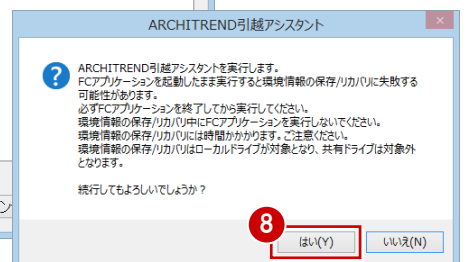 ARCHITREND引越アシスタント
ARCHITREND引越アシスタントを実行します。
FCアプリケーションを起動したまま実行すると環境情報の保存/リカバリに失敗する
可能性があります。
必ずFCアプリケーションを終了してから実行してください。
環境情報の保存/リカバリ中にFCアプリケーションを実行しないでください。
環境情報の保存/リカバリには時間かかります。ご注意ください。
環境情報の保存/リカバリはローカルドライブが対象となり、共有ドライブは対象外
となります。
続行してもよろしいでしょうか？
8
はい(Y)
いいえ(N)
ン